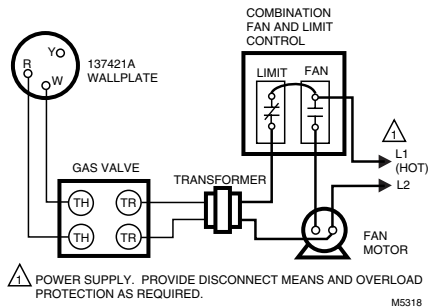 COMBINATION
FAN AND LIMIT
CONTROL
Y
R
W
137421A
WALLPLATE
LIMIT
FAN
1
L1
(HOT)
L2
GAS VALVE
TRANSFORMER
TH
TR
TH
TR
FAN
MOTOR
1 POWER SUPPLY. PROVIDE DISCONNECT MEANS AND OVERLOAD
PROTECTION AS REQUIRED.
M5318